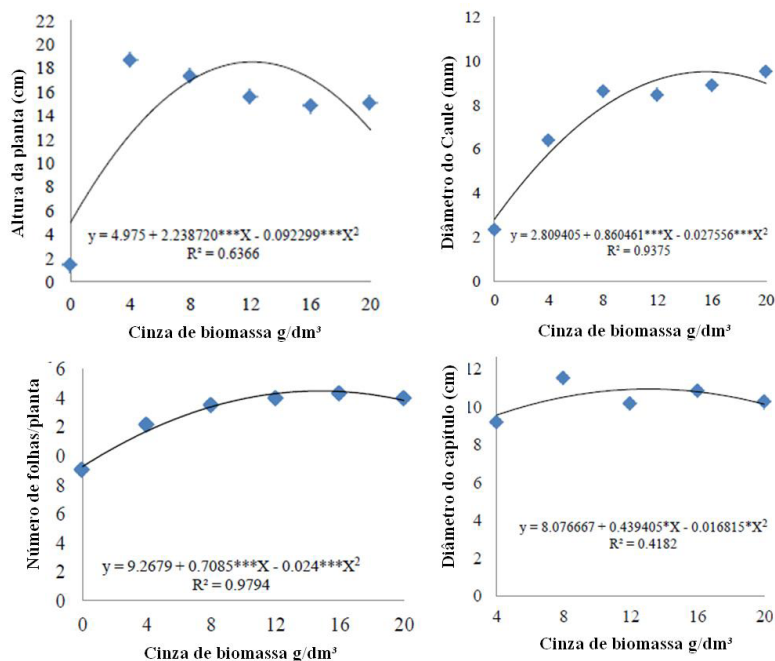 Altura da planta (cm)
22
20
18
16
14
12
10
8
6
4
2
0
y = 4.975 + 2.238720***X - 0.092299***X²
R² = 0.6366
0 4 8 12 16 20
Cinza de biomassa g/dm³
Diâmetro do Caule (mm)
12
10
8
6
4
2
0
y = 2.809405 + 0.860461***X - 0.027556***X²
R² = 0.9375
0 4 8 12 16 20
Cinza de biomassa g/dm³
Número de folhas/planta
6
4
2
0
8
6
4
2
0
y = 9.2679 + 0.7085***X - 0.024***X²
R² = 0.9794
0 4 8 12 16 20
Cinza de biomassa g/dm³
Diâmetro do capítulo (cm)
12
10
8
6
4
2
0
y = 8.076667 + 0.439405*X - 0.016815*X²
R² = 0.4182
4 8 12 16 20
Cinza de biomassa g/dm³